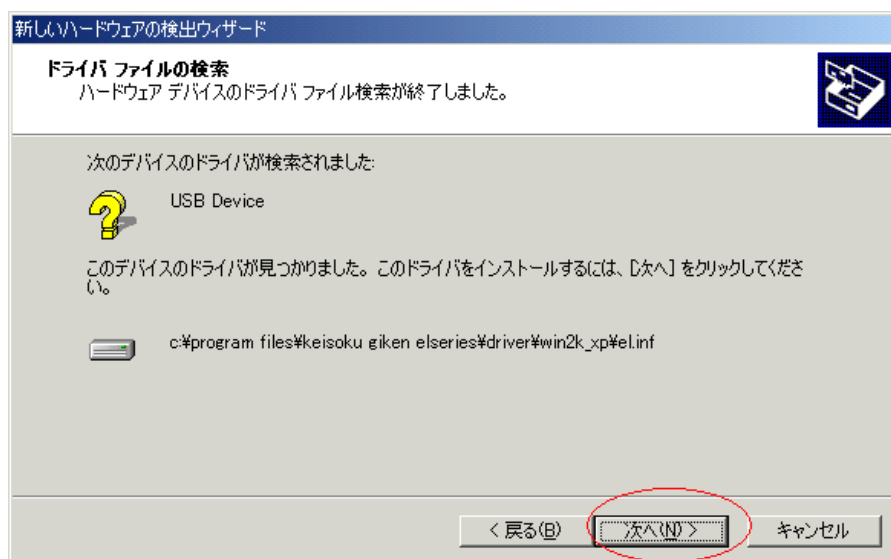 新しいハードウェアの検出ウィザード
ドライバ ファイルの検索
ハードウェア デバイスのドライバ ファイル検索が終了しました。
次のデバイスのドライバが検索されました:
USB Device
このデバイスのドライバが見つかりました。このドライバをインストールするには、[次へ] をクリックしてくださ
い。
c:¥program files¥keisoku giken elseries¥driver¥win2k_xp¥el.inf
< 戻る(B)
次へ(N) >
キャンセル